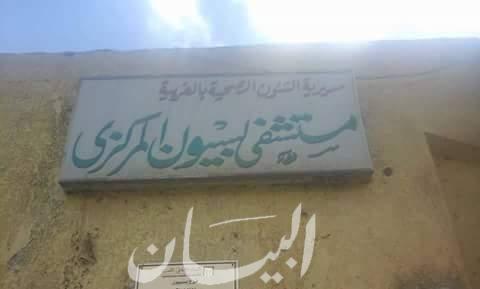 مديرية الشئون الصحية بالغربية
مستشفى بسيون المركزى
البيان